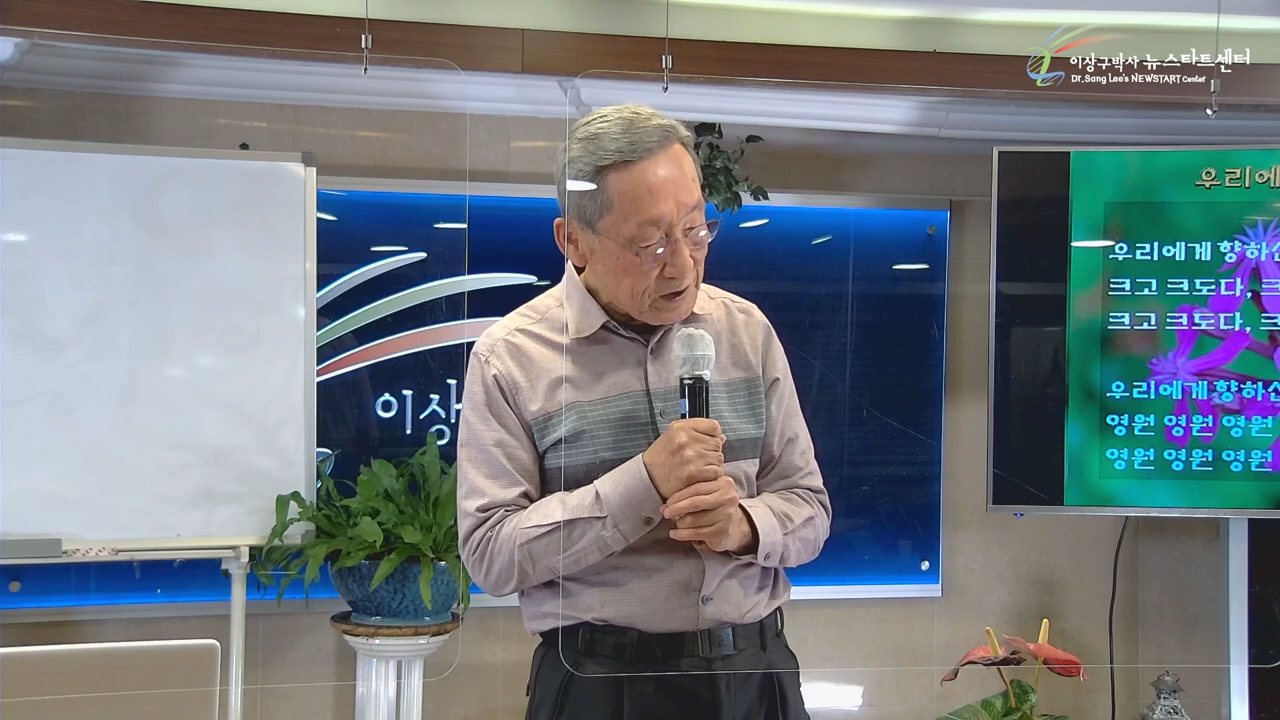 이상구박사 뉴스타트센터
Dr. Sang Lee's NEWSTART Center
우리에
우리에게 향하신
크고 크도다, 크
크고 크도다, 크
우리에게 향하신
영원 영원 영원
영원 영원 영원
이상